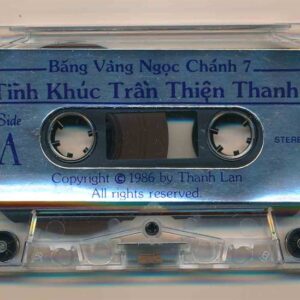 Băng Vàng Ngọc Chánh 7
Tình Khúc Trần Thiện Thanh
Side
A
STEREO
Copyright © 1986 by Thanh Lan
All rights reserved.